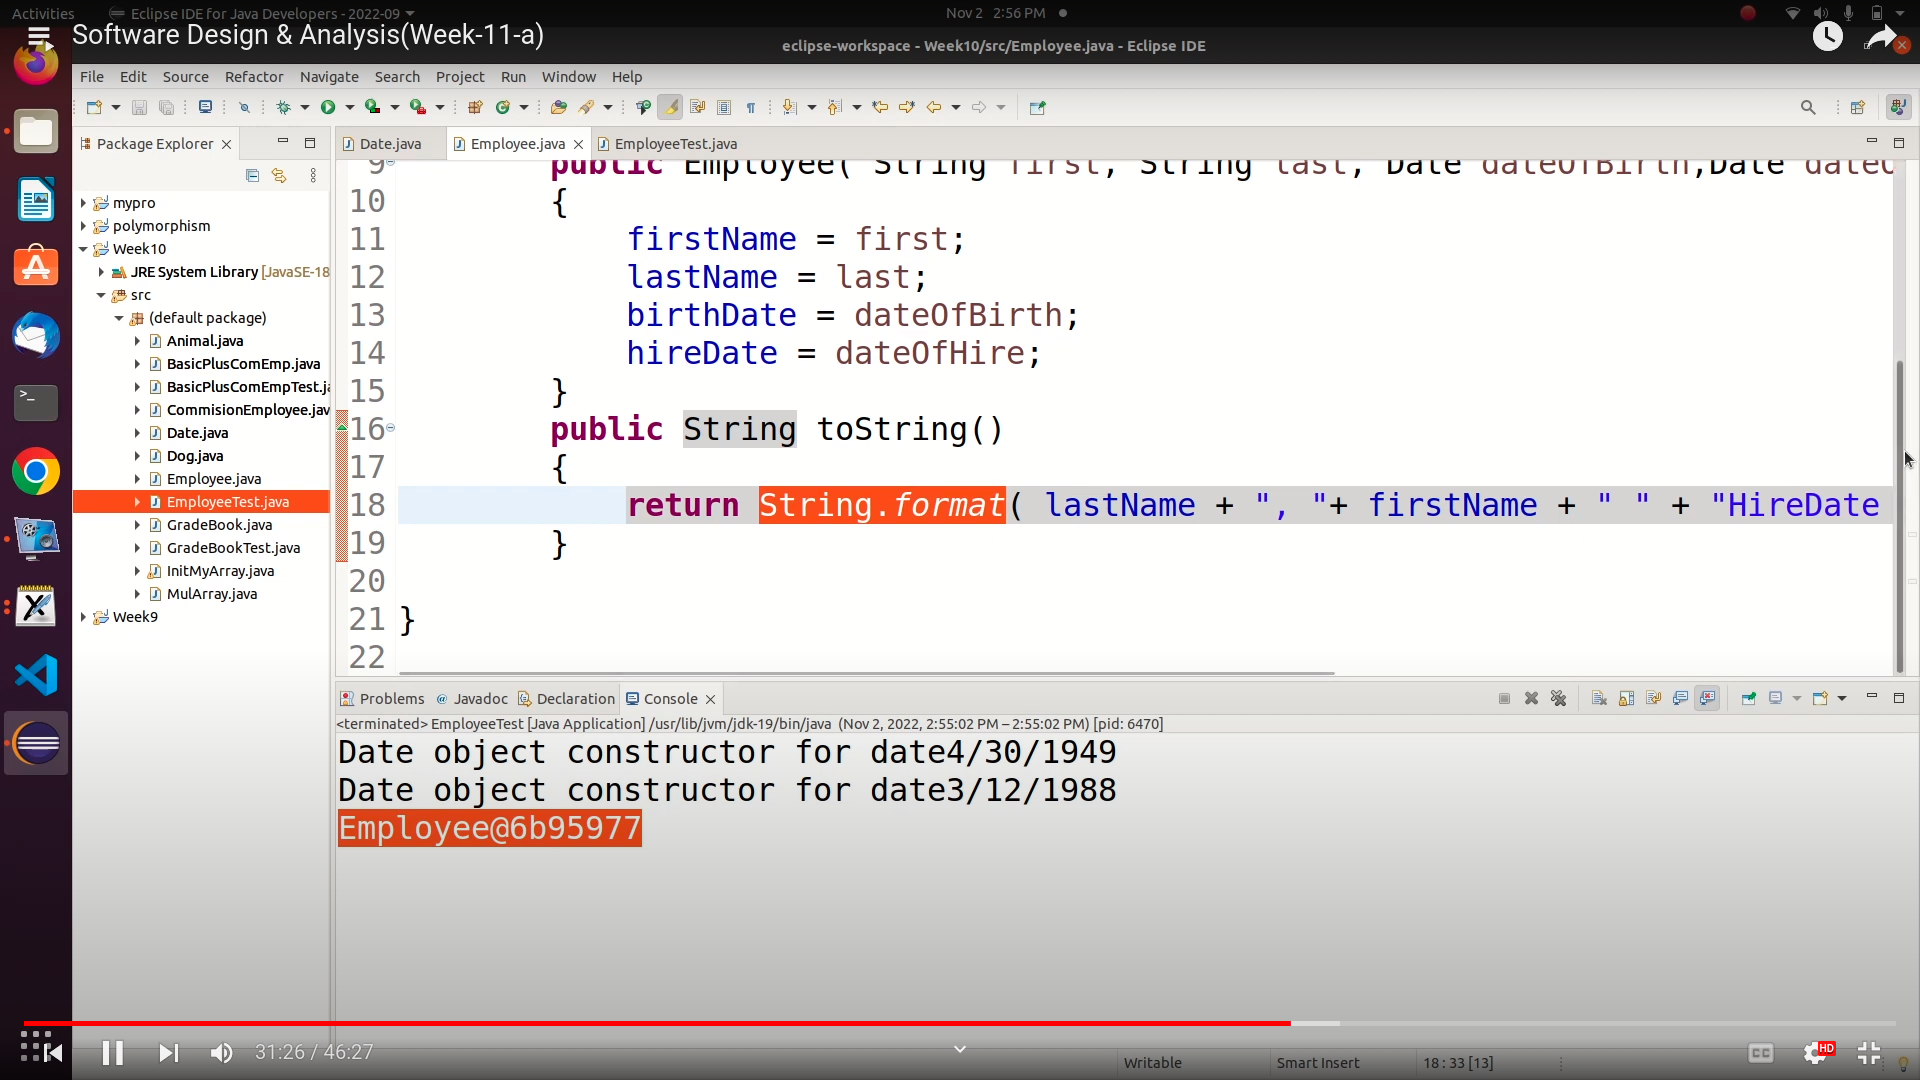 Activities
Eclipse IDE for Java Developers - 2022-09
Nov 2 2:56 PM
Software Design & Analysis(Week-11-a)
eclipse-workspace - Week10/src/Employee.java - Eclipse IDE
File Edit Source Refactor Navigate Search Project Run Window Help
Package Explorer
Date.java
Employee.java
EmployeeTest.java
mypro
polymorphism
Week10
JRE System Library [JavaSE-18
src
(default package)
Animal.java
BasicPlusComEmp.java
BasicPlusComEmpTest.ja
CommisionEmployee.jav
Date.java
Dog.java
Employee.java
EmployeeTest.java
GradeBook.java
GradeBookTest.java
InitMyArray.java
MulArray.java
Week9
9 public Employee( String first, String last, Date dateOfBirth,Date dateO
10 {
11 firstName = first;
12 lastName = last;
13 birthDate = dateOfBirth;
14 hireDate = dateOfHire;
15 }
16 public String toString()
17 {
18 return String.format( lastName + ", "+ firstName + " " + "HireDate
19 }
20
21 }
22
Problems @ Javadoc Declaration Console
<terminated> EmployeeTest [Java Application] /usr/lib/jvm/jdk-19/bin/java (Nov 2, 2022, 2:55:02 PM – 2:55:02 PM) [pid: 6470]
Date object constructor for date4/30/1949
Date object constructor for date3/12/1988
Employee@6b95977
31:26 / 46:27
Writable
Smart Insert
18 : 33 [13]
CC
HD